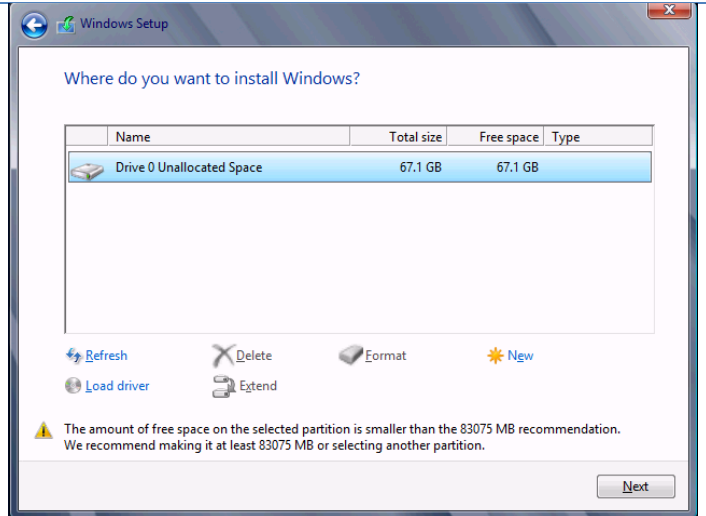 Windows Setup
Where do you want to install Windows?
Name Total size Free space Type
Drive 0 Unallocated Space 67.1 GB 67.1 GB
Refresh Delete Format New
Load driver Extend
The amount of free space on the selected partition is smaller than the 83075 MB recommendation.
We recommend making it at least 83075 MB or selecting another partition.
Next